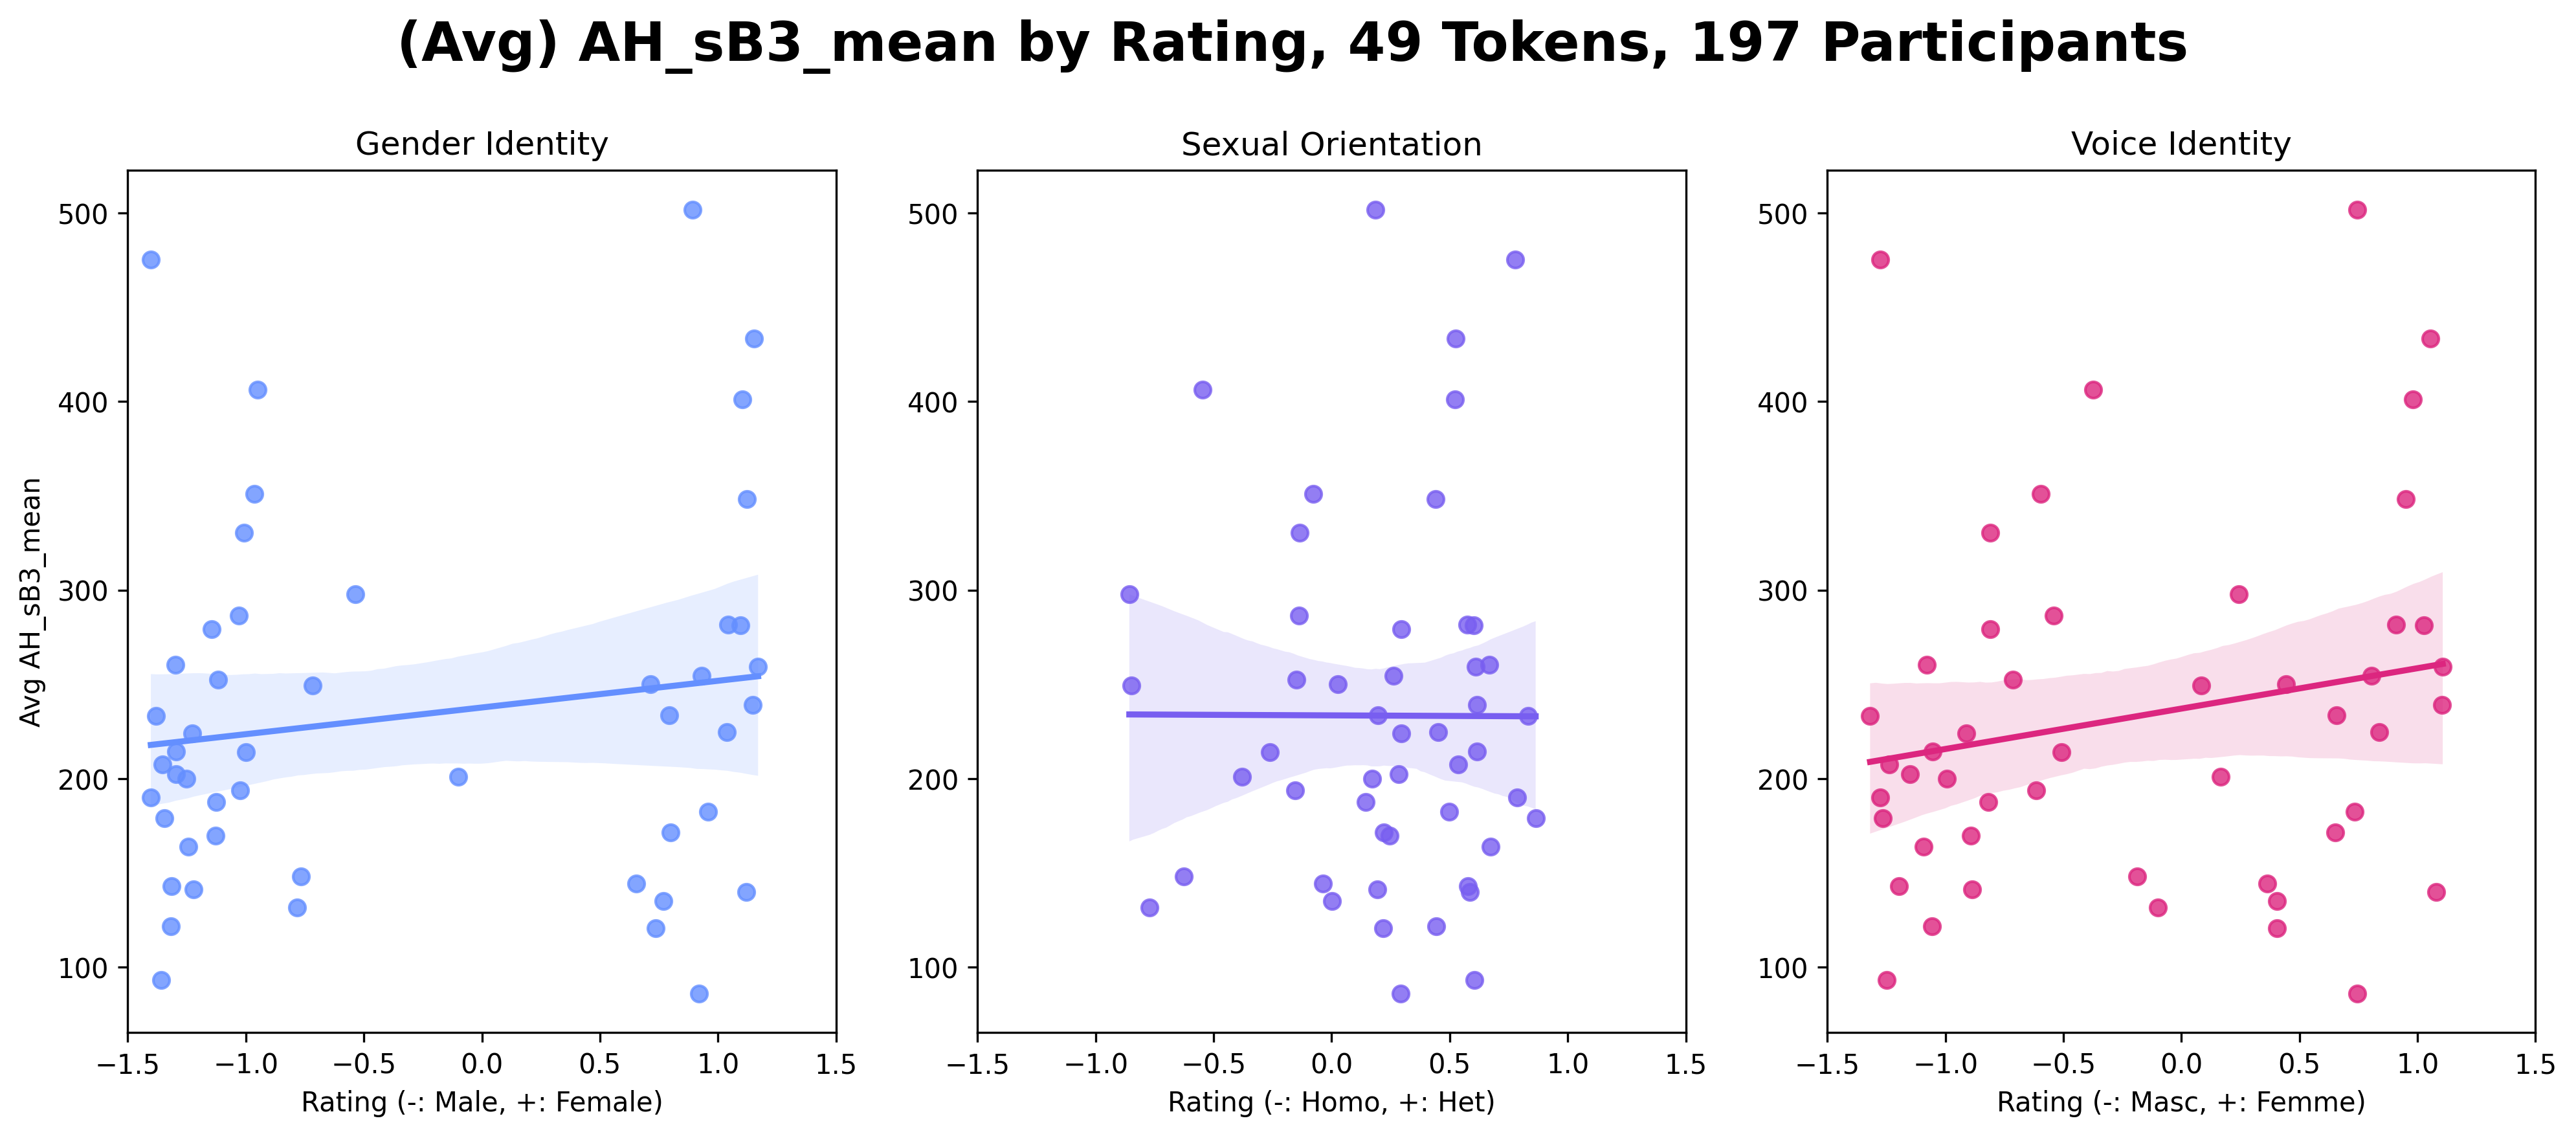 (Avg) AH_sB3_mean by Rating, 49 Tokens, 197 Participants
Gender Identity
Sexual Orientation
Voice Identity
Avg AH_sB3_mean
500
400
300
200
100
−1.5 −1.0 −0.5 0.0 0.5 1.0 1.5
Rating (-: Male, +: Female)
500
400
300
200
100
−1.5 −1.0 −0.5 0.0 0.5 1.0 1.5
Rating (-: Homo, +: Het)
500
400
300
200
100
−1.5 −1.0 −0.5 0.0 0.5 1.0 1.5
Rating (-: Masc, +: Femme)